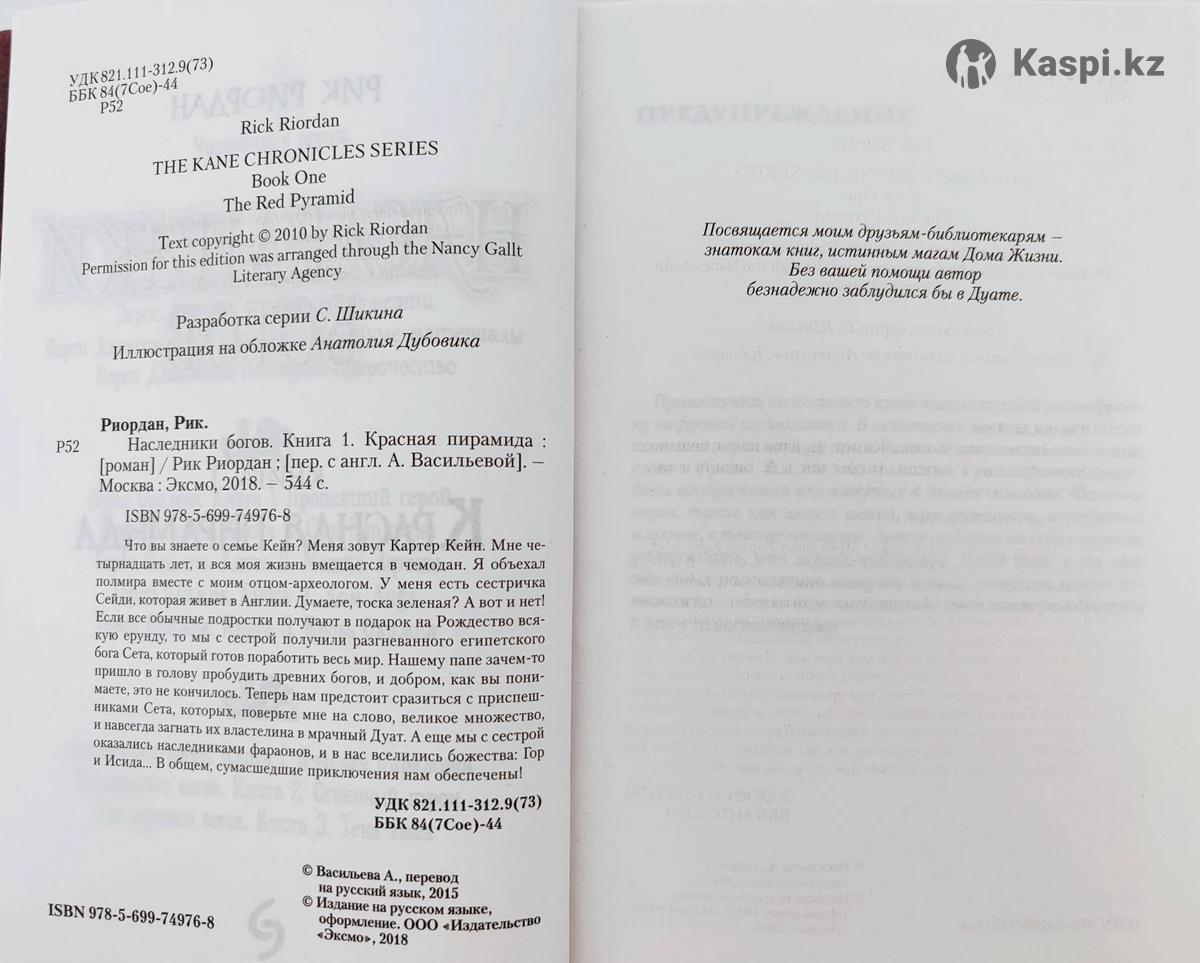 УДК 821.111-312.9(73)
ББК 84(7Сое)-44
Р52
Rick Riordan
THE KANE CHRONICLES SERIES
Book One
The Red Pyramid
Text copyright © 2010 by Rick Riordan
Permission for this edition was arranged through the Nancy Gallt
Literary Agency
Разработка серии С. Шикина
Иллюстрация на обложке Анатолия Дубовика
Риордан, Рик.
Р52 Наследники богов. Книга 1. Красная пирамида :
[роман] / Рик Риордан ; [пер. с англ. А. Васильевой]. –
Москва : Эксмо, 2018. – 544 с.
ISBN 978-5-699-74976-8
Что вы знаете о семье Кейн? Меня зовут Картер Кейн. Мне че-
тырнадцать лет, и вся моя жизнь вмещается в чемодан. Я объехал
полмира вместе с моим отцом-археологом. У меня есть сестричка
Сейди, которая живет в Англии. Думаете, тоска зеленая? А вот и нет!
Если все обычные подростки получают в подарок на Рождество вся-
кую ерунду, то мы с сестрой получили разгневанного египетского
бога Сета, который готов поработить весь мир. Нашему папе зачем-то
пришло в голову пробудить древних богов, и добром, как вы пони-
маете, это не кончилось. Теперь нам предстоит сразиться с приспеш-
никами Сета, которых, поверьте мне на слово, великое множество,
и навсегда загнать их властелина в мрачный Дуат. А еще мы с сестрой
оказались наследниками фараонов, и в нас вселились божества: Гор
и Исида... В общем, сумасшедшие приключения нам обеспечены!
УДК 821.111-312.9(73)
ББК 84(7Сое)-44
© Васильева А., перевод
на русский язык, 2015
© Издание на русском языке,
оформление. ООО «Издательство
«Эксмо», 2018
ISBN 978-5-699-74976-8
Kaspi.kz
Посвящается моим друзьям-библиотекарям –
знатокам книг, истинным магам Дома Жизни.
Без вашей помощи автор
безнадежно заблудился бы в Дуате.